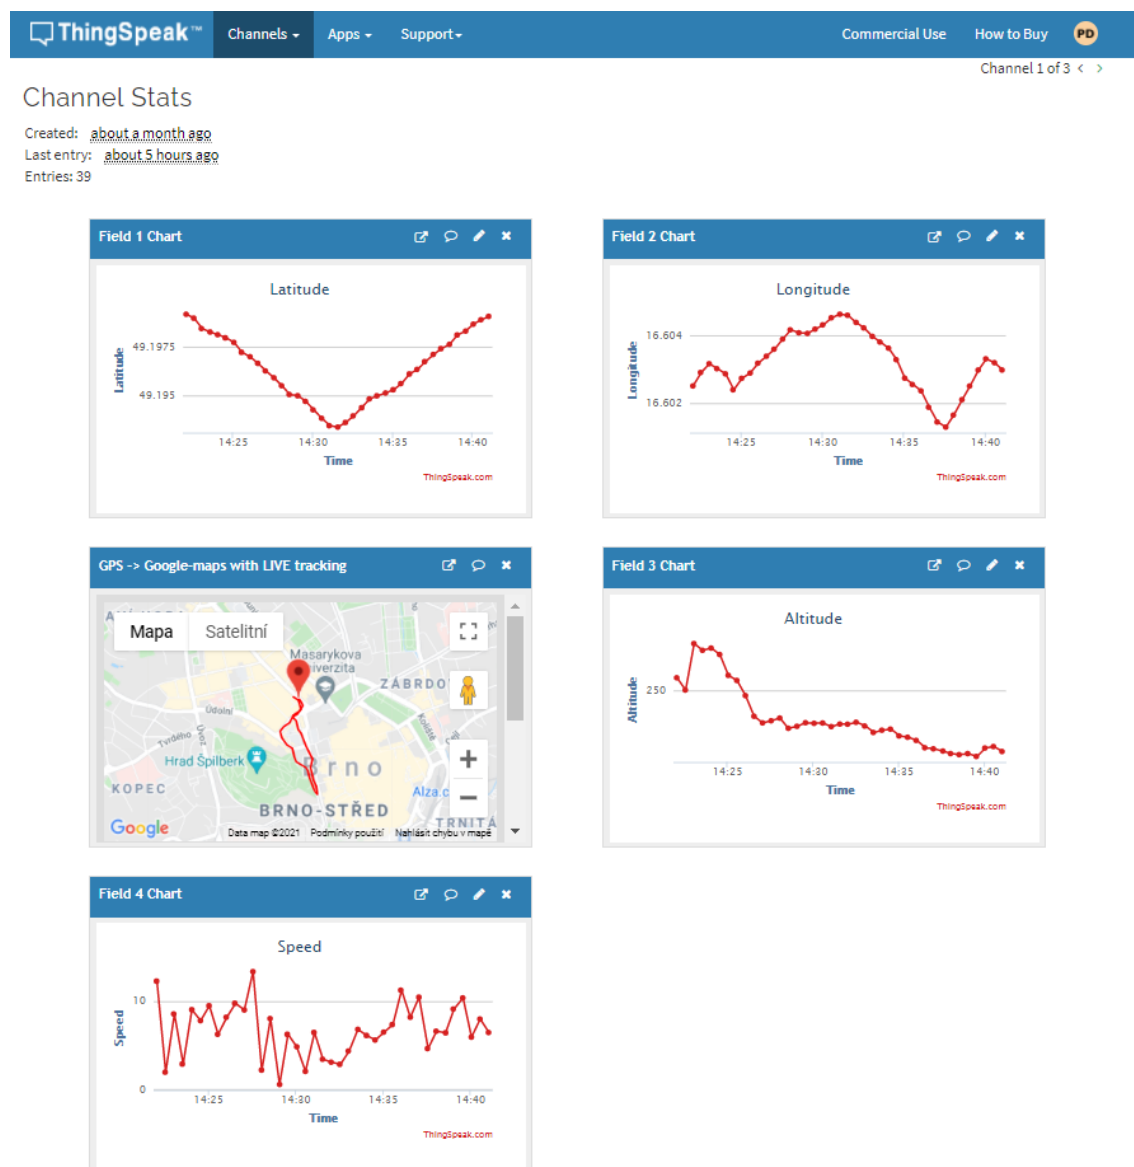 ThingSpeak™ Channels Apps Support Commercial Use How to Buy PD
Channel 1 of 3 < >
Channel Stats
Created: about a month ago
Last entry: about 5 hours ago
Entries: 39
Field 1 Chart
Latitude
Latitude
49.1975
49.195
14:25 14:30 14:35 14:40
Time
ThingSpeak.com
Field 2 Chart
Longitude
Longitude
16.604
16.602
14:25 14:30 14:35 14:40
Time
ThingSpeak.com
GPS -> Google-maps with LIVE tracking
Mapa Satelitní
Masarykova
ZÁBRDO
Údolní
Tvrdého Úvoz
Hrad Špilberk
Brno
KOPEC
Alza.c
BRNO-STŘED
TRNITÁ
Google Data map ©2021 Podmínky použití Nahlásit chybu v mapě
Field 3 Chart
Altitude
Altitude
250
14:25 14:30 14:35 14:40
Time
ThingSpeak.com
Field 4 Chart
Speed
Speed
10
0
14:25 14:30 14:35 14:40
Time
ThingSpeak.com